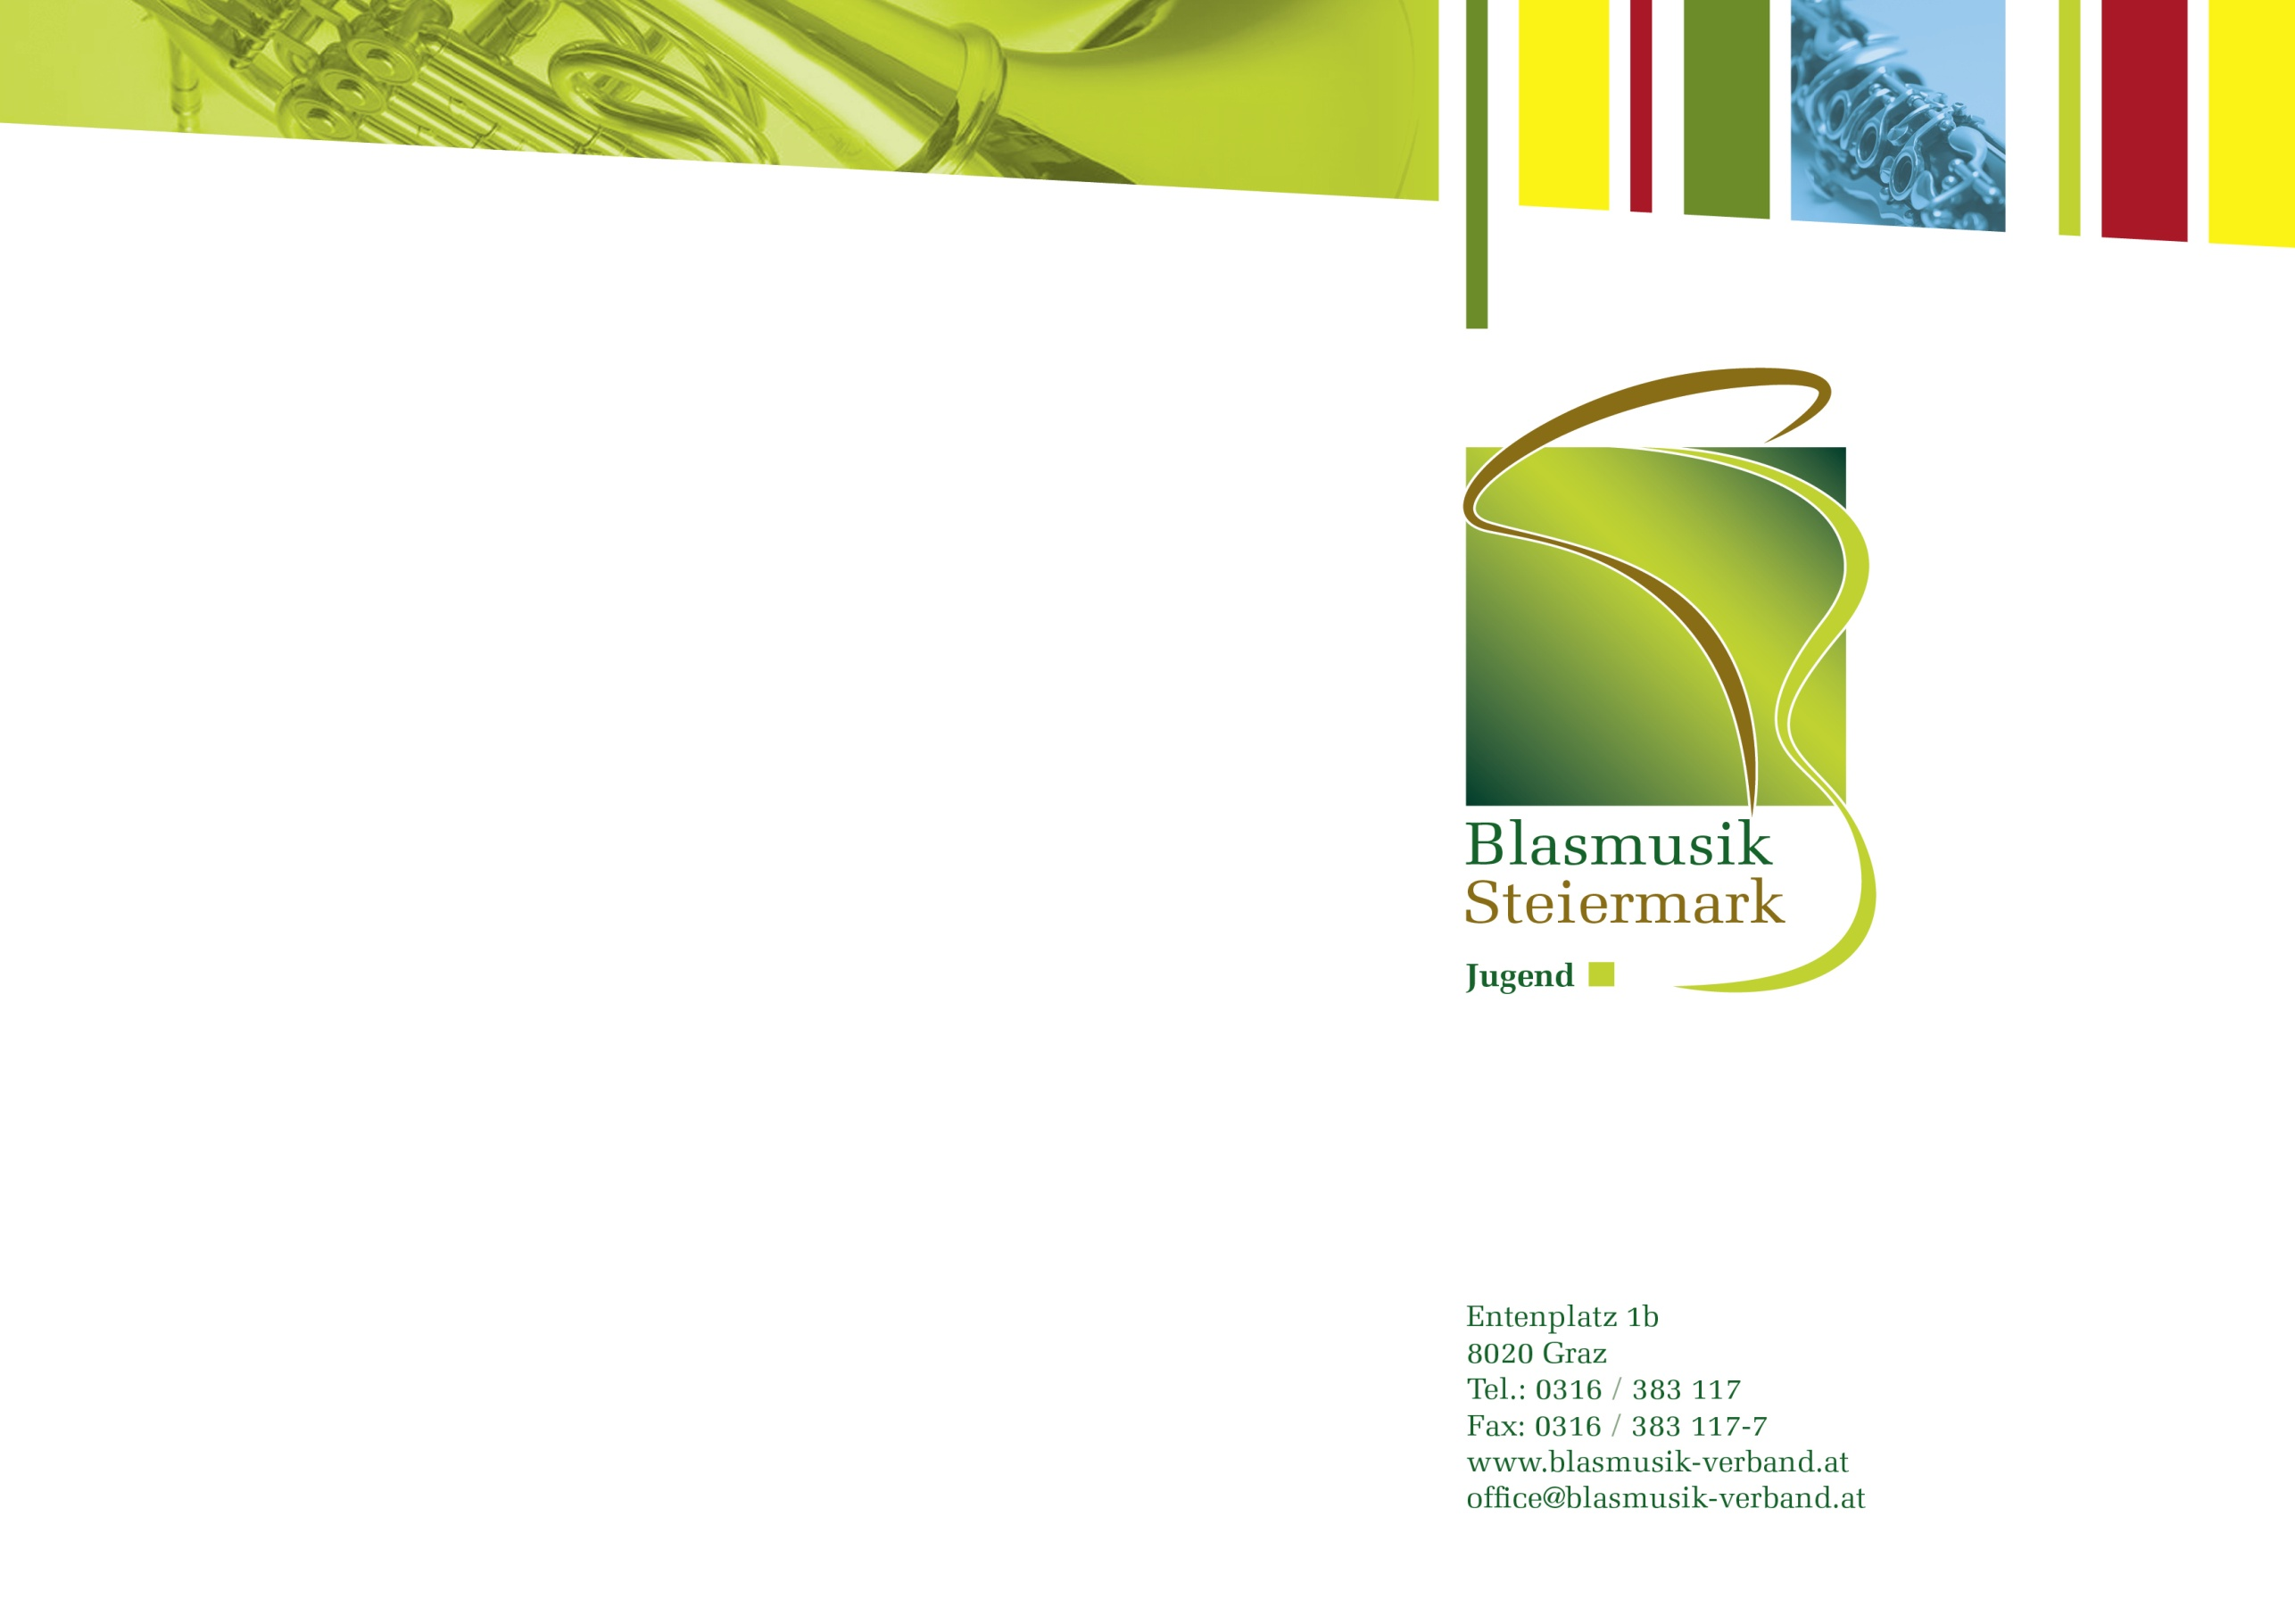 Blasmusik
Steiermark
Jugend
Entenplatz 1b
8020 Graz
Tel.: 0316 / 383 117
Fax: 0316 / 383 117-7
www.blasmusik-verband.at
office@blasmusik-verband.at